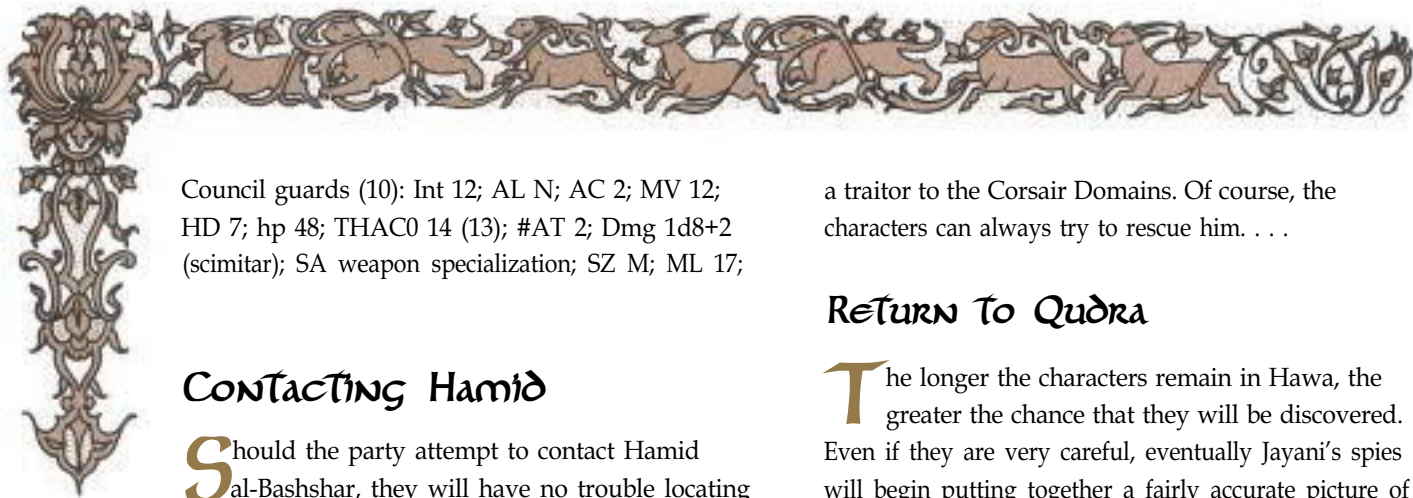 Council guards (10): Int 12; AL N; AC 2; MV 12;
HD 7; hp 48; THAC0 14 (13); #AT 2; Dmg 1d8+2
(scimitar); SA weapon specialization; SZ M; ML 17;
Contacting Hamid
Should the party attempt to contact Hamid
al-Bashshar, they will have no trouble locating
a traitor to the Corsair Domains. Of course, the
characters can always try to rescue him. . . .
Return to Qudra
The longer the characters remain in Hawa, the
greater the chance that they will be discovered.
Even if they are very careful, eventually Jayani’s spies
will begin putting together a fairly accurate picture of